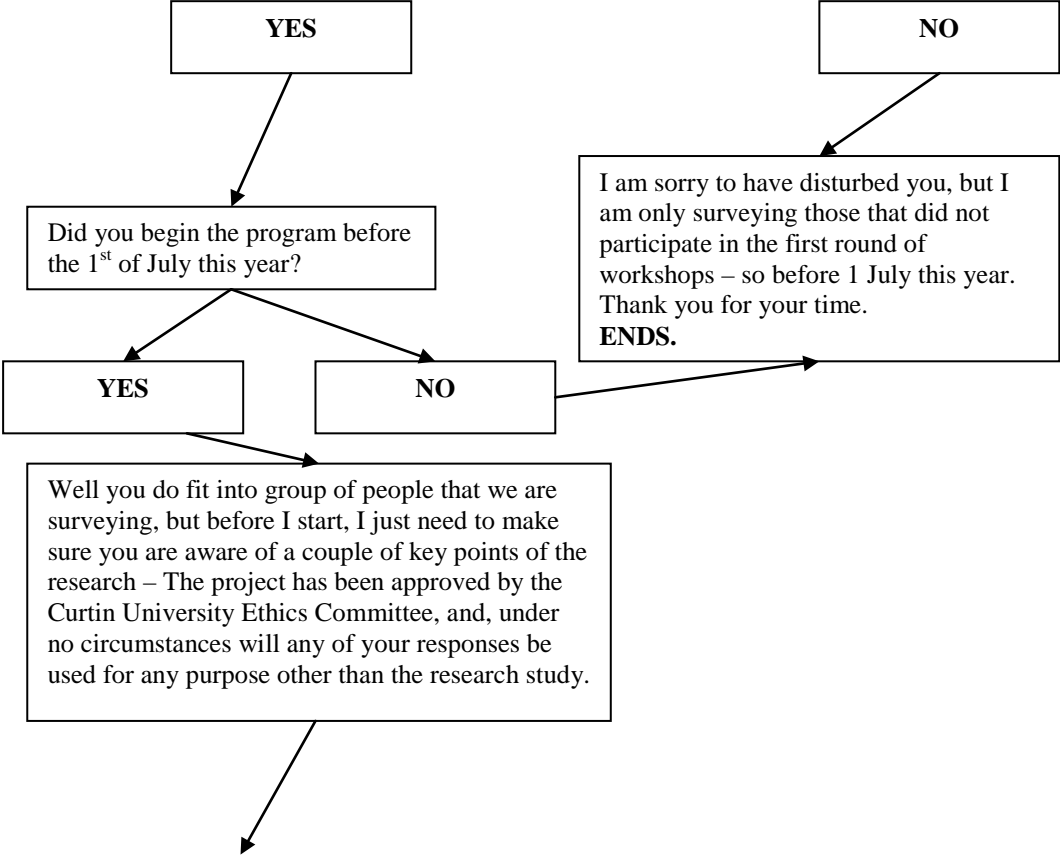 YES
NO
Did you begin the program before
the 1st of July this year?
I am sorry to have disturbed you, but I
am only surveying those that did not
participate in the first round of
workshops – so before 1 July this year.
Thank you for your time.
ENDS.
YES
NO
Well you do fit into group of people that we are
surveying, but before I start, I just need to make
sure you are aware of a couple of key points of the
research – The project has been approved by the
Curtin University Ethics Committee, and, under
no circumstances will any of your responses be
used for any purpose other than the research study.